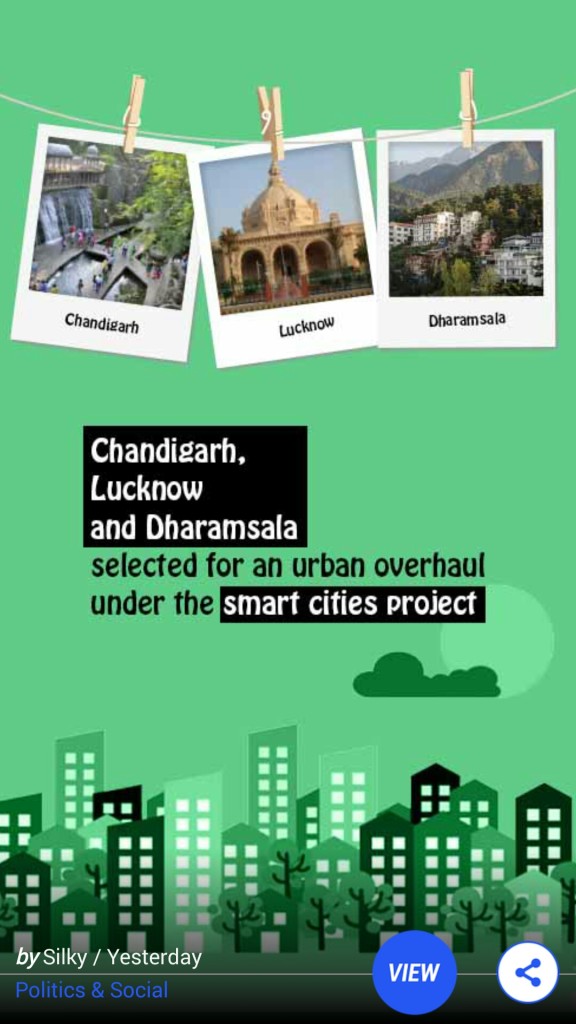 Chandigarh
Lucknow
Dharamsala
Chandigarh,
Lucknow
and Dharamsala
selected for an urban overhaul
under the smart cities project
by Silky / Yesterday
VIEW
Politics & Social